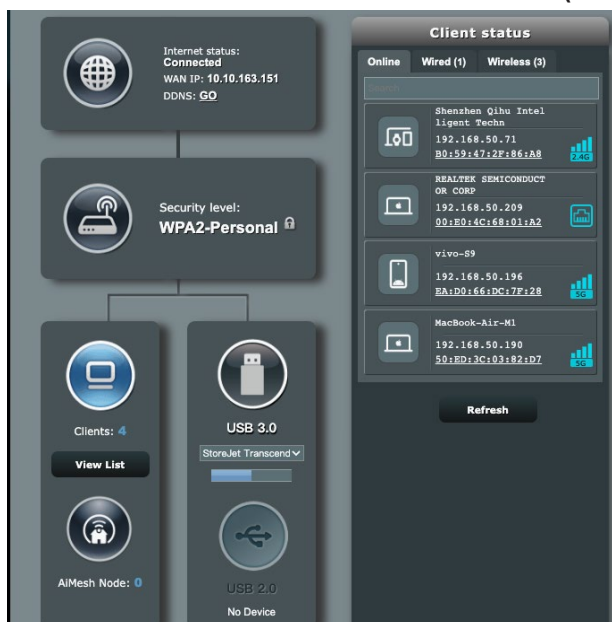 Internet status:
Connected
WAN IP: 10.10.163.151
DDNS: GO
Security level:
WPA2-Personal
Clients: 4
View List
AiMesh Node: 0
USB 3.0
StoreJet Transcend
USB 2.0
No Device
Client status
Online Wired (1) Wireless (3)
Shenzhen Qihu Intel
ligent Techn
192.168.50.71
B0:59:47:2F:86:A8
2.4G
REALTEK SEMICONDUCT
OR CORP
192.168.50.209
00:E0:4C:68:01:A2
vivo-S9
192.168.50.196
EA:D0:66:DC:7F:28
5G
MacBook-Air-M1
192.168.50.190
50:ED:3C:03:82:D7
5G
Refresh